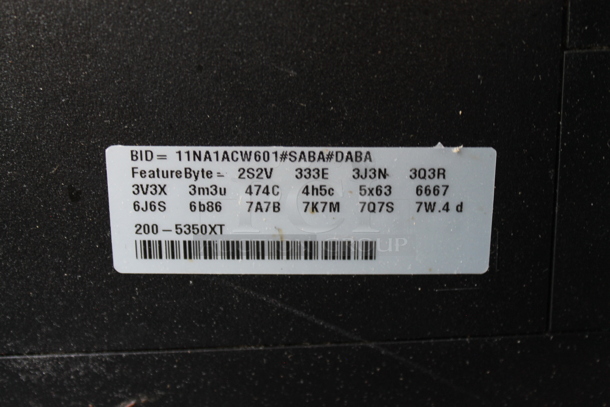 BID= 11NA1ACW601#SABA#DABA
FeatureByte= 2S2V 333E 3J3N 3Q3R
3V3X 3m3u 474C 4h5c 5x63 6667
6J6S 6b86 7A7B 7K7M 7Q7S 7W.4 d
200-5350XT
GROUP